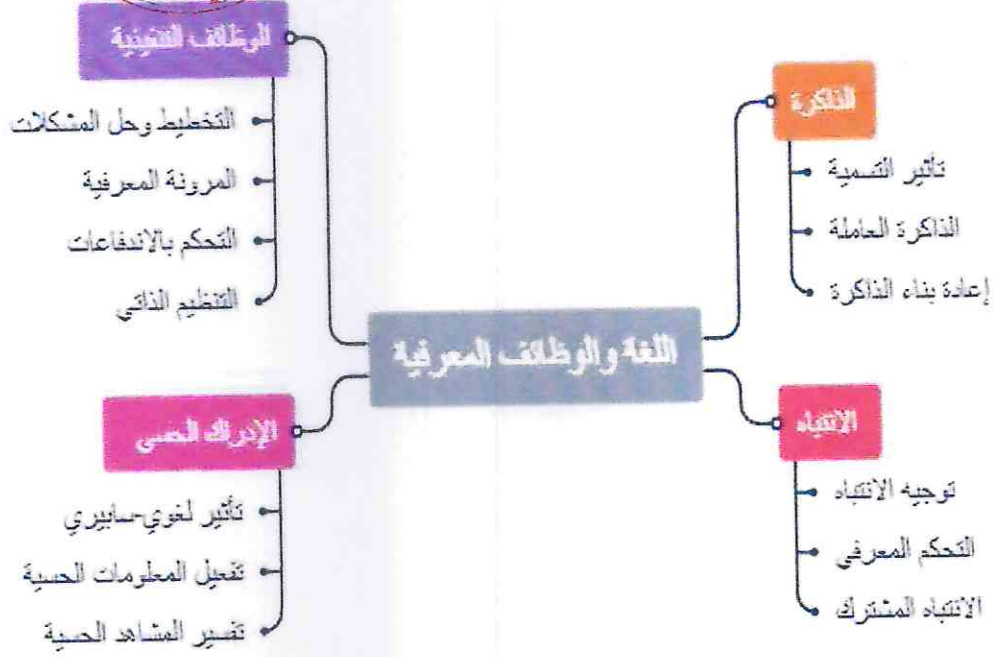 اللغة والوظائف المعرفية
الذاكرة
تأثير التسمية
الذاكرة العاملة
إعادة بناء الذاكرة
الانتباه
توجيه الانتباه
التحكم المعرفي
الانتباه المشترك
الوظائف التنفيذية
التخطيط وحل المشكلات
المرونة المعرفية
التحكم بالاندفاعات
التنظيم الذاتي
الإدراك الحسي
تأثير لغوي-سابيري
تفعيل المعلومات الحسية
تفسير المشاهد الحسية